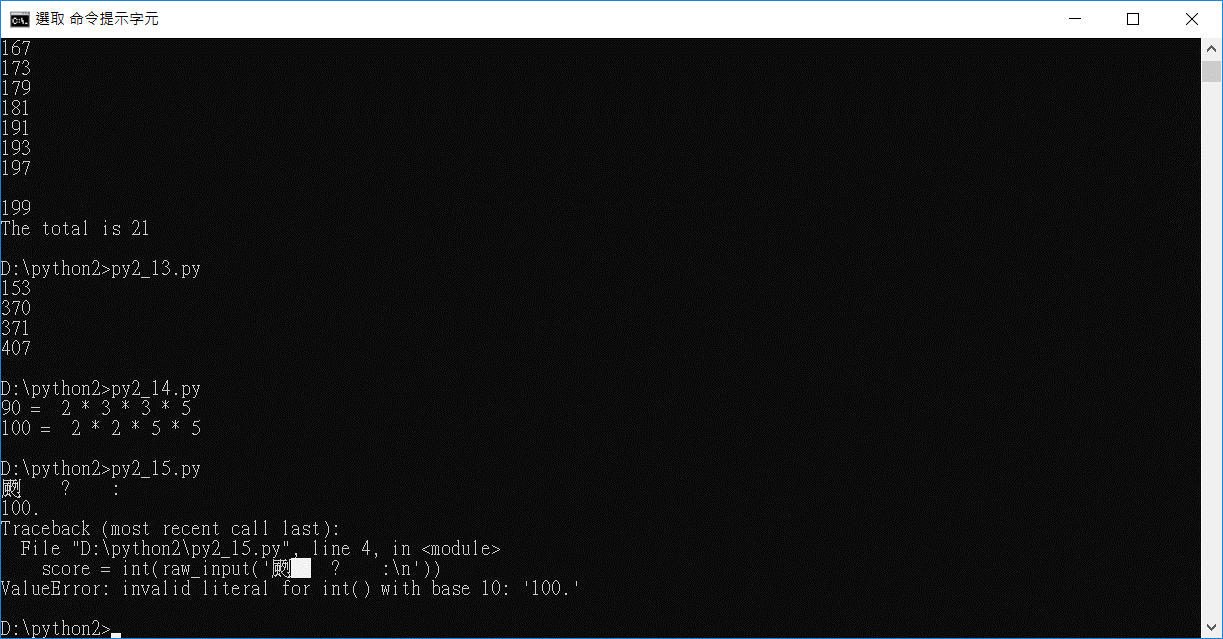 選取 命令提示字元
167
173
179
181
191
193
197
199
The total is 21
D:\python2>py2_13.py
153
370
371
407
D:\python2>py2_14.py
90 =  2 * 3 * 3 * 5
100 =  2 * 2 * 5 * 5
D:\python2>py2_15.py
? :
100.
Traceback (most recent call last):
  File "D:\python2\py2_15.py", line 4, in <module>
    score = int(raw_input(' ? :\n'))
ValueError: invalid literal for int() with base 10: '100.'
D:\python2>